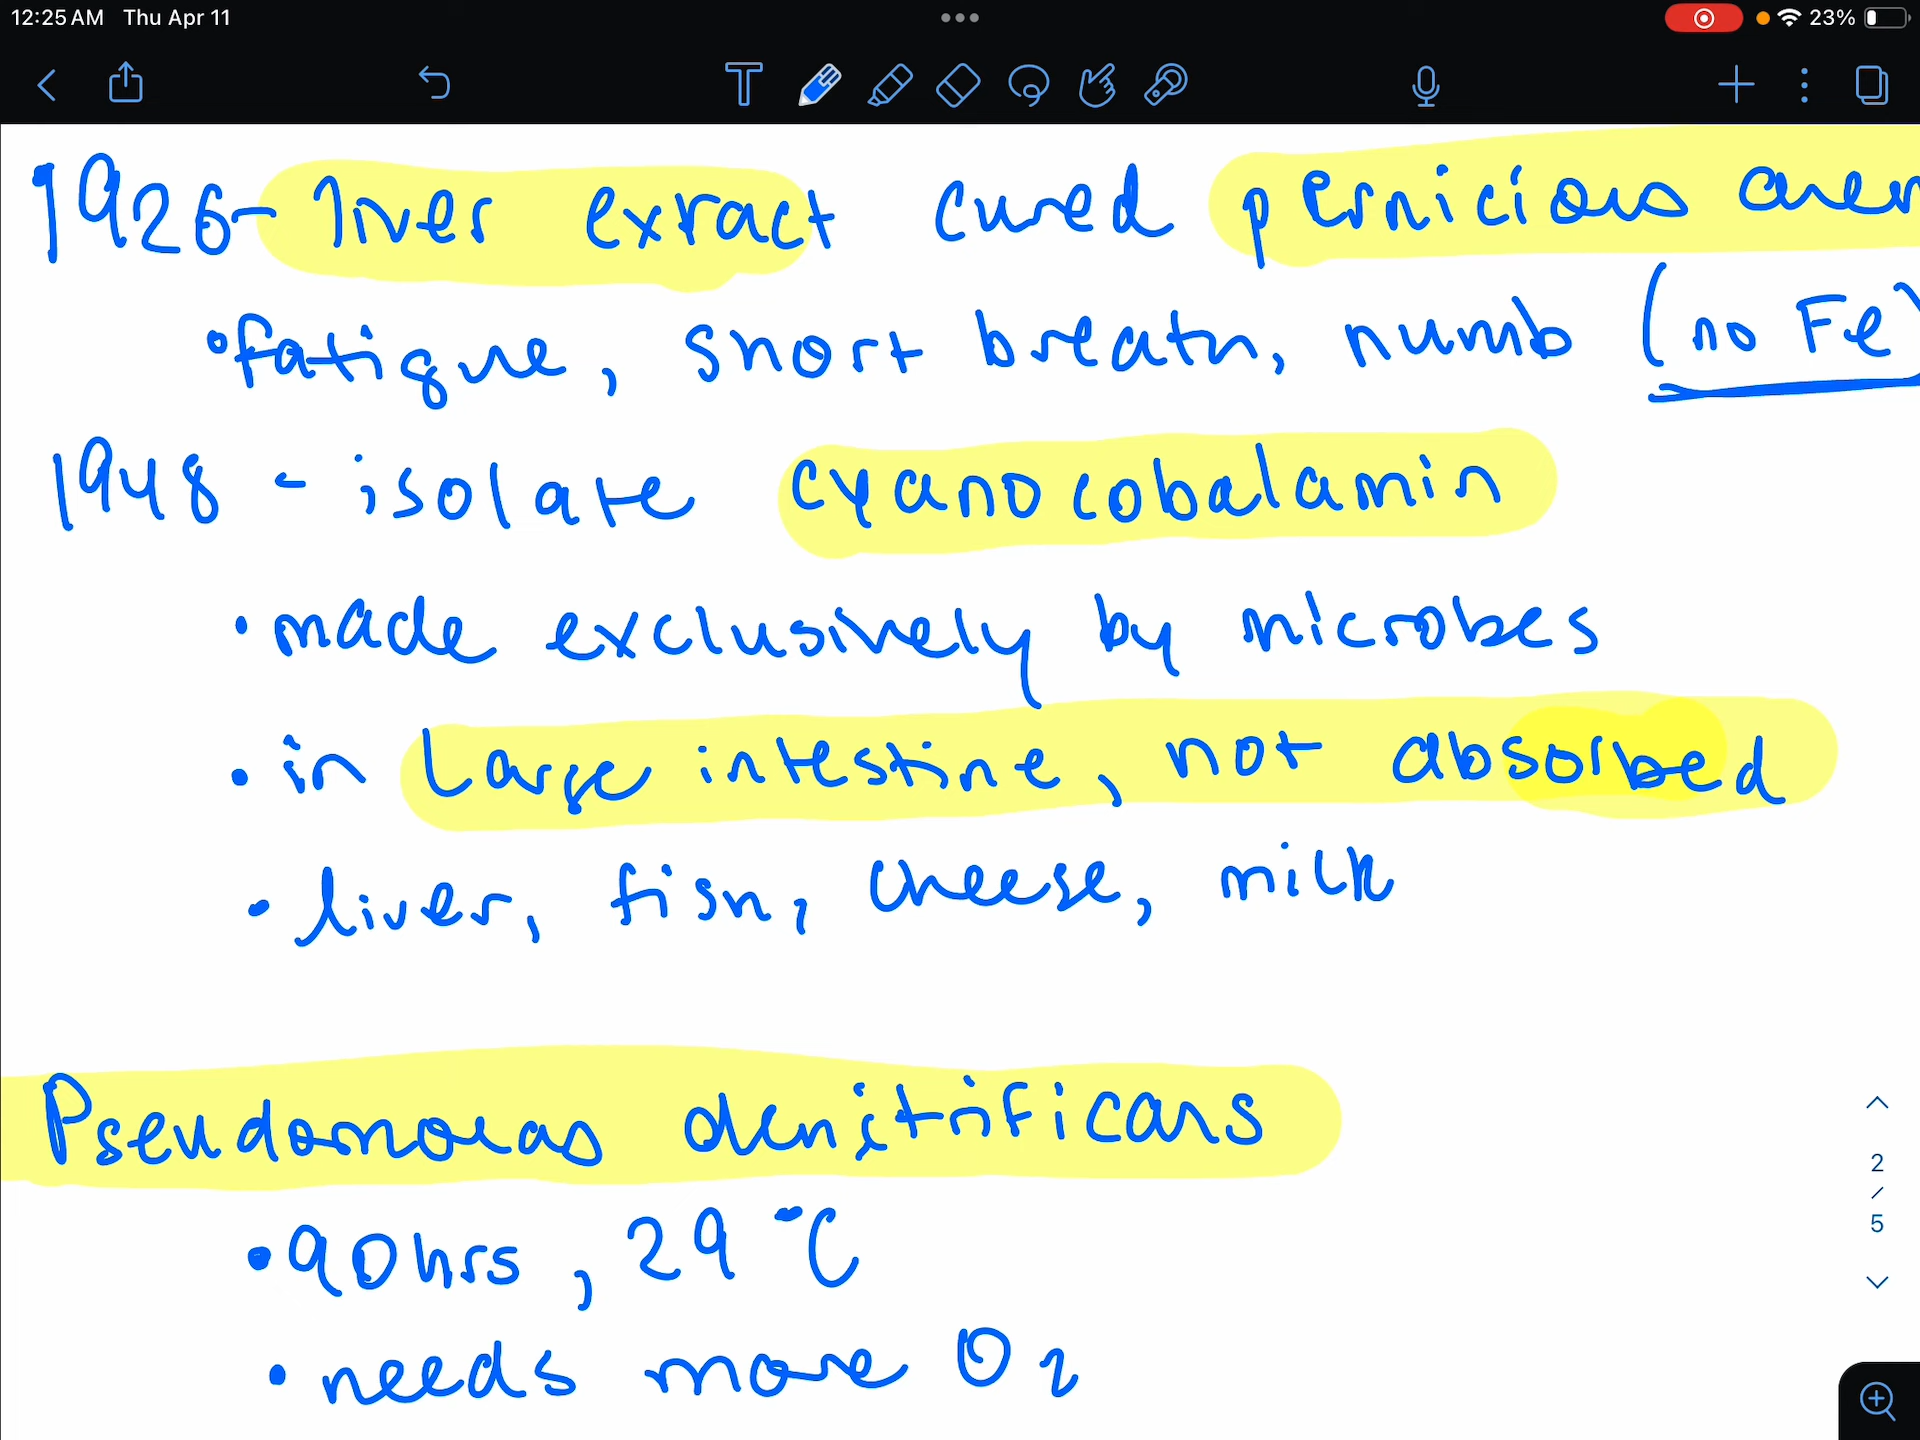 12:25 AM Thu Apr 11
23%
1926- liver extract cured pernicious
•fatigue, short breath, numb (no Fe)
1948 - isolate cyanocobalamin
• made exclusively by microbes
• in Large intestine, not absorbed
• liver, fish, cheese, milk
Pseudomonas denitrificans
• 90hrs, 29 °C
• needs more O2
2
/
5